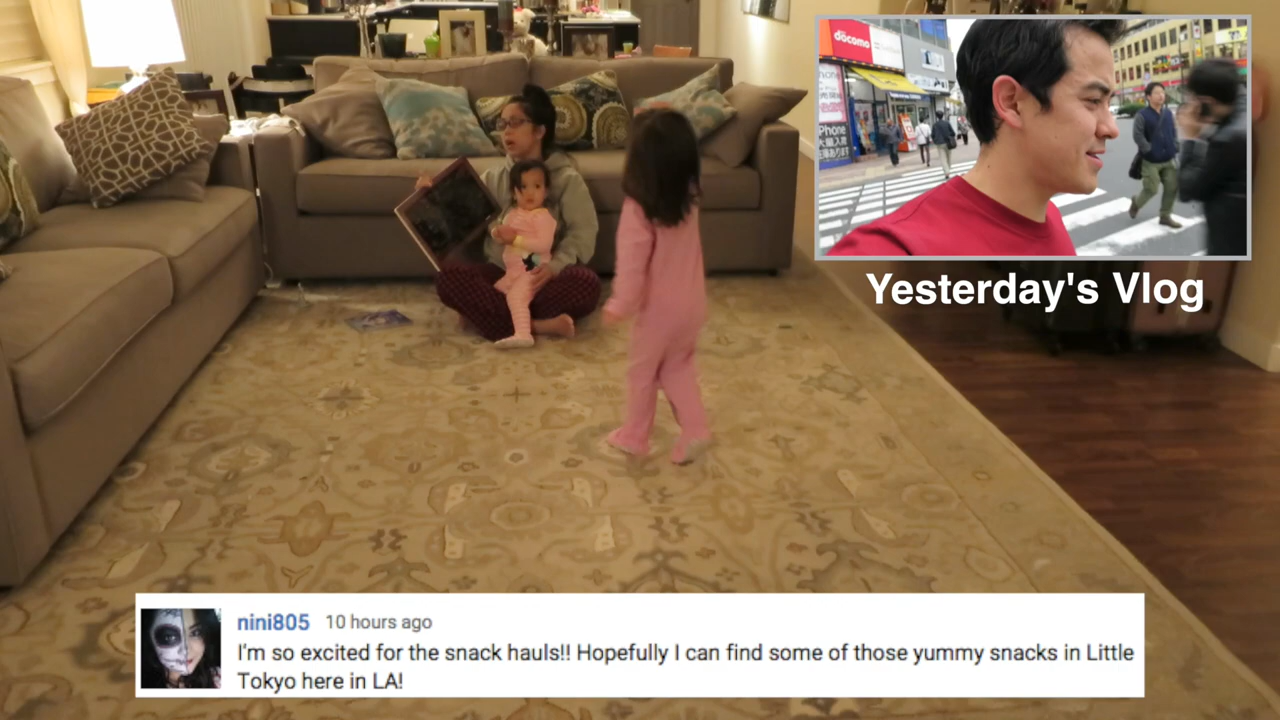 docomo
iPhone
Yesterday's Vlog
nini805 10 hours ago
I'm so excited for the snack hauls!! Hopefully I can find some of those yummy snacks in Little
Tokyo here in LA!